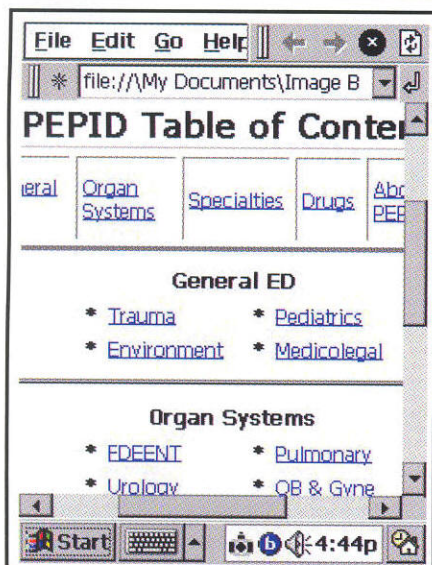 File Edit Go Help
file://\My Documents\Image B
PEPID Table of Conte
eral Organ Systems Specialties Drugs Abo PEP
General ED
* Trauma * Pediatrics
* Environment * Medicolegal
Organ Systems
* EDEENT * Pulmonary
* Urology * OB & Gyne
Start 4:44p